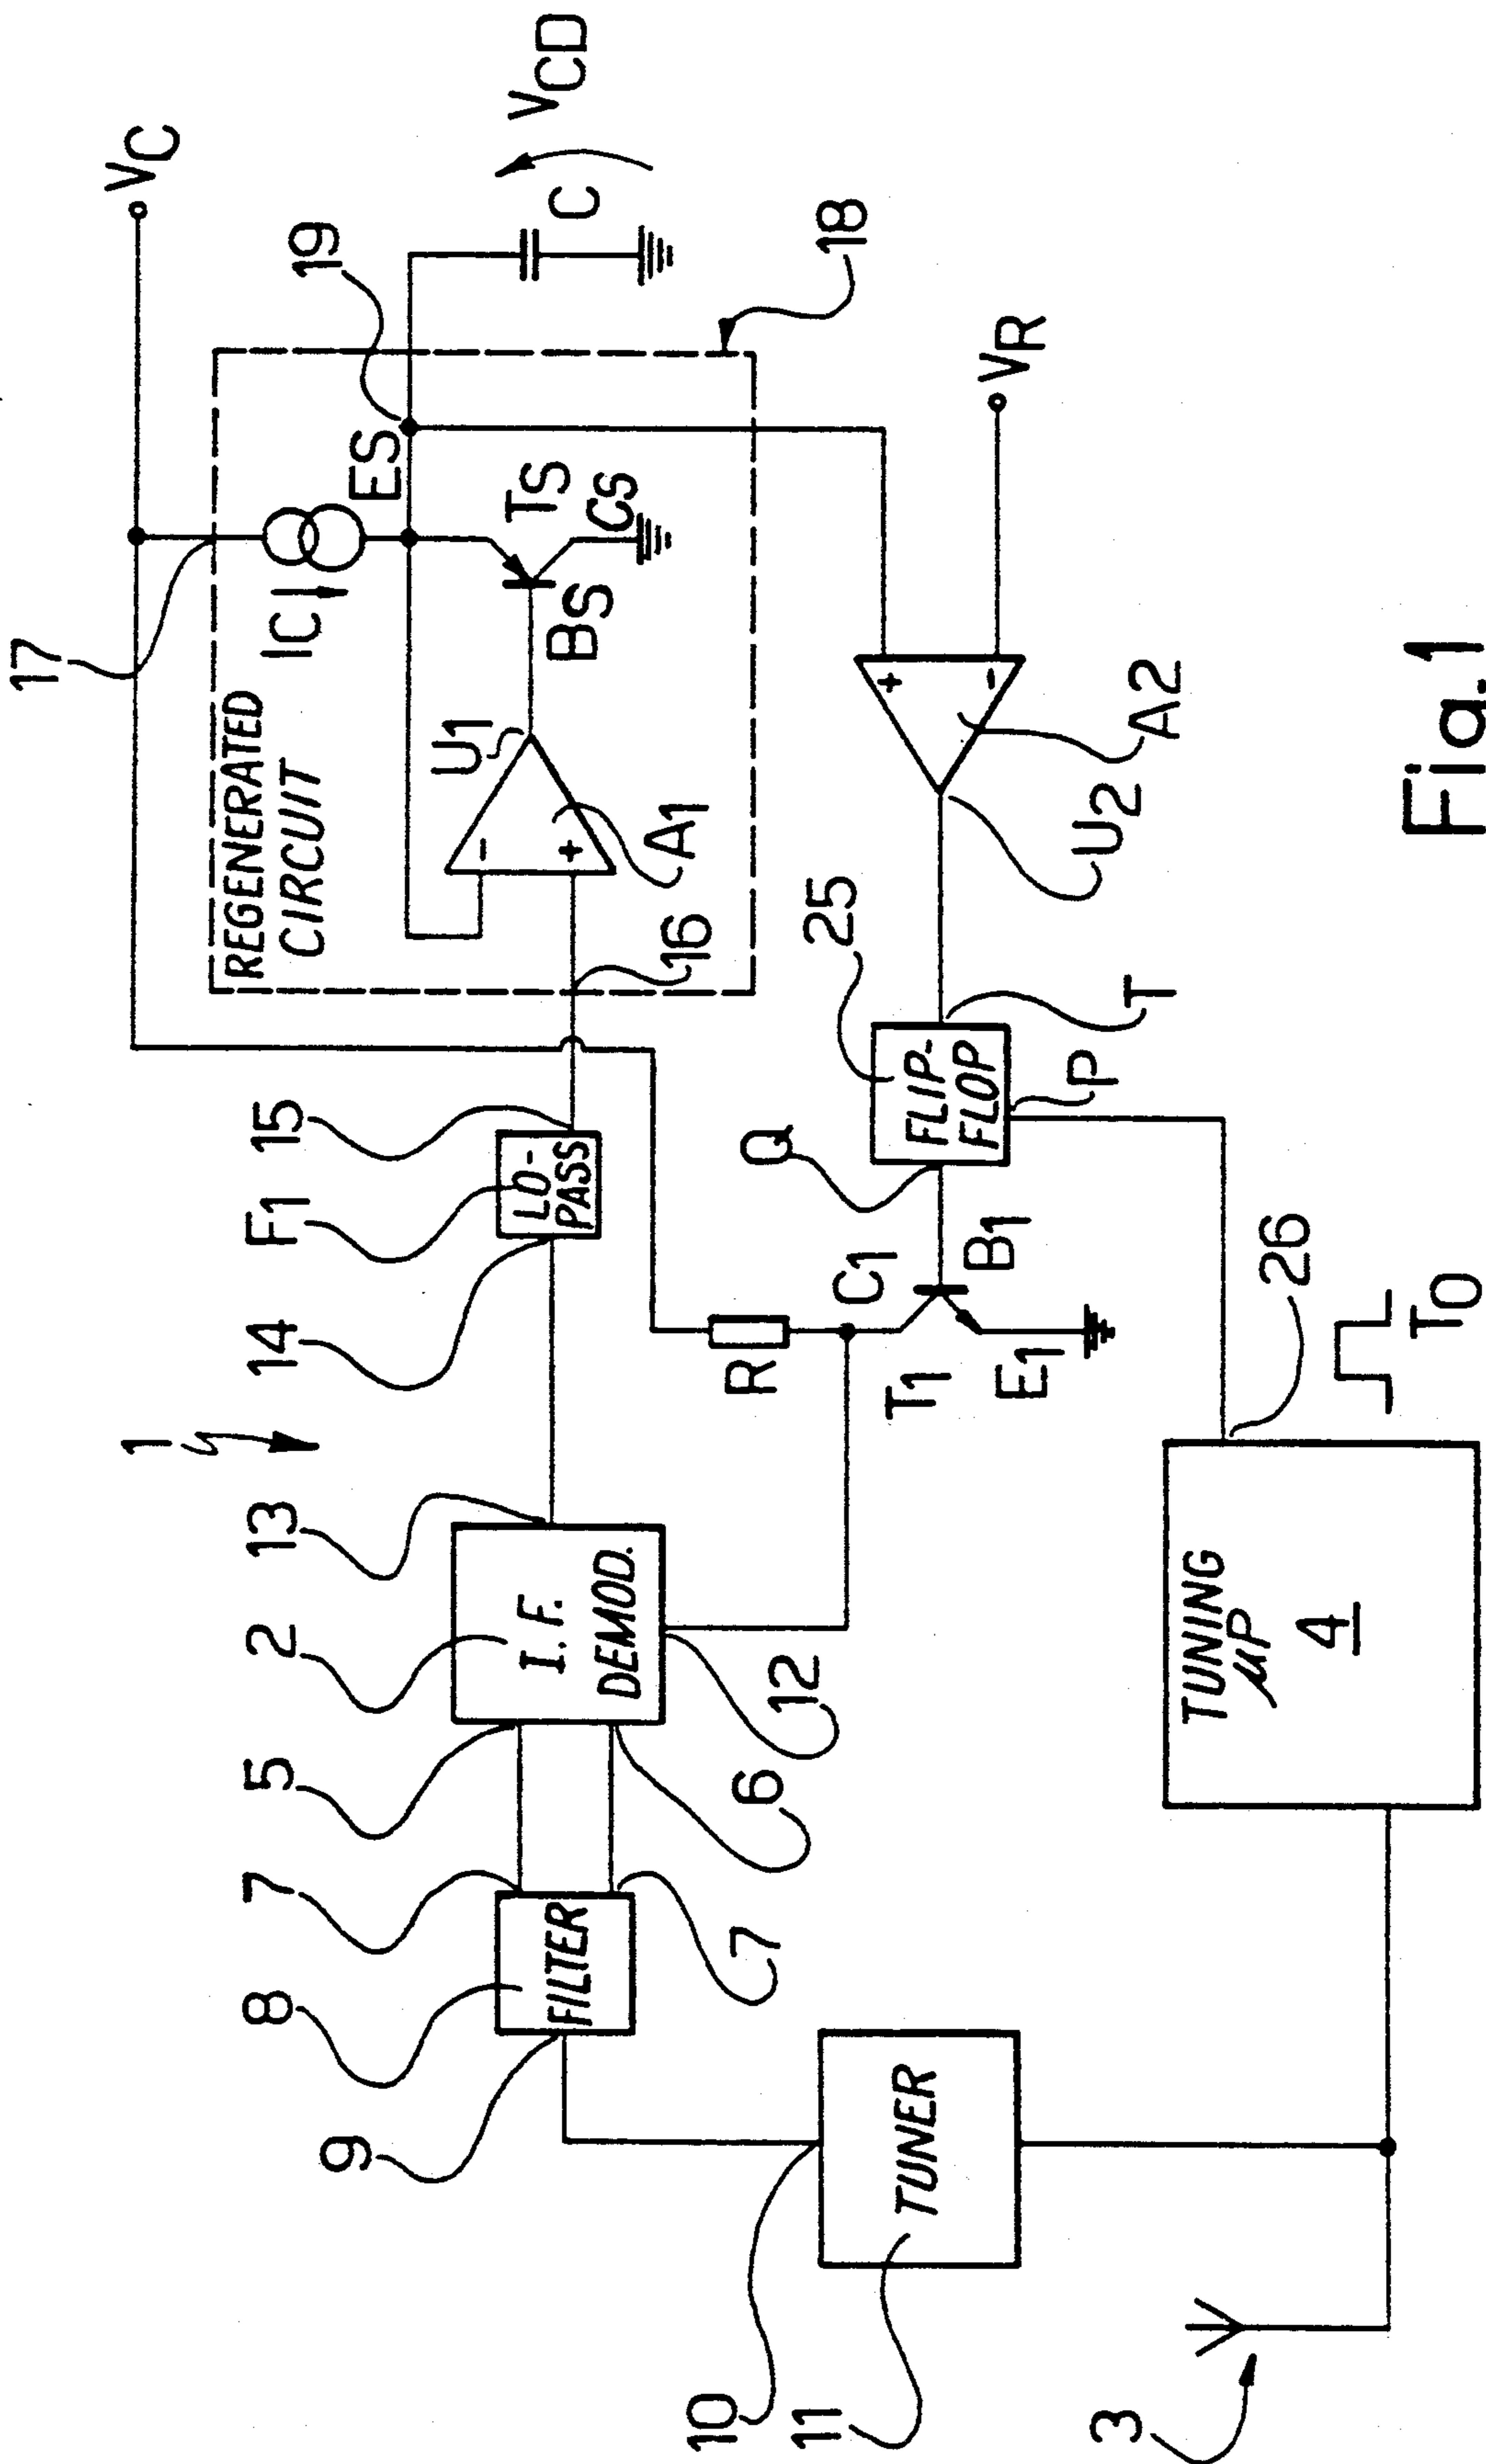 17
VC
REGENERATED
CIRCUIT
IC
ES
19
U1
TS
CS
BS
C
VCD
A1
16
18
1
13
14
F1
15
LO-
PASS
8
7
5
2
I. F.
DEMOD.
9
FILTER
7
6
12
R
C1
Q
25
FLIP-
FLOP
T
P
T1
B1
E1
U2
A2
VR
+
-
-
+
10
11
TUNER
TUNING
µP
4
26
TO
3
Fig.1